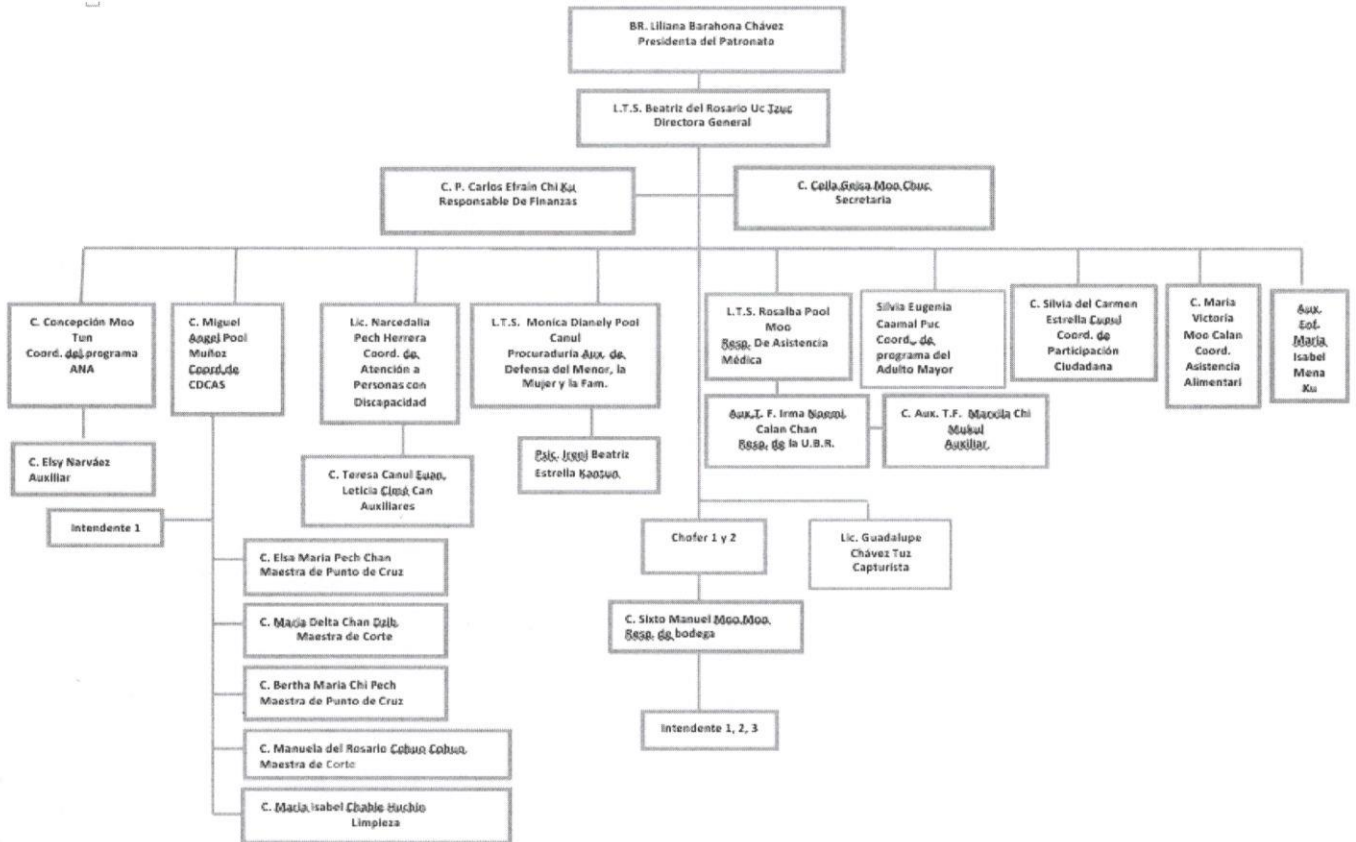 BR. Liliana Barahona Chávez
Presidenta del Patronato
L.T.S. Beatriz del Rosario Uc Tzuc
Directora General
C. P. Carlos Efrain Chi Ku
Responsable De Finanzas
C. Celia Geisa Moo Chuc
Secretaria
C. Concepción Moo
Tun
Coord. del programa
ANA
C. Miguel
Angel Pool
Muñoz
Coord.de
CDCAS
Lic. Narcedalia
Pech Herrera
Coord. de
Atención a
Personas con
Discapacidad
L.T.S. Monica Dianely Pool
Canul
Procuraduría Aux. de
Defensa del Menor, la
Mujer y la Fam.
L.T.S. Rosalba Pool
Moo
Resp. De Asistencia
Médica
Silvia Eugenia
Caamal Puc
Coord. de
programa del
Adulto Mayor
C. Silvia del Carmen
Estrella Cupul
Coord. de
Participación
Ciudadana
C. Maria
Victoria
Moo Calan
Coord.
Asistencia
Alimentari
Aux.
Enf.
Maria
Isabel
Mena
Ku
C. Elsy Narváez
Auxiliar
C. Teresa Canul Euan,
Leticia Cimé Can
Auxiliares
Psic. Ireni Beatriz
Estrella Kantun
Aux.T. F. Irma Noemi
Calan Chan
Resp. de la U.B.R.
C. Aux. T.F. Marcila Chi
Mukul
Auxiliar
Intendente 1
C. Elsa Maria Pech Chan
Maestra de Punto de Cruz
C. Maria Delta Chan Dzib
Maestra de Corte
C. Bertha Maria Chi Pech
Maestra de Punto de Cruz
C. Manuela del Rosario Cohuo Cohuo
Maestra de Corte
C. Maria Isabel Chable Huchin
Limpieza
Chofer 1 y 2
Lic. Guadalupe
Chávez Tuz
Capturista
C. Sixto Manuel Moo Moo
Resp. de bodega
Intendente 1, 2, 3